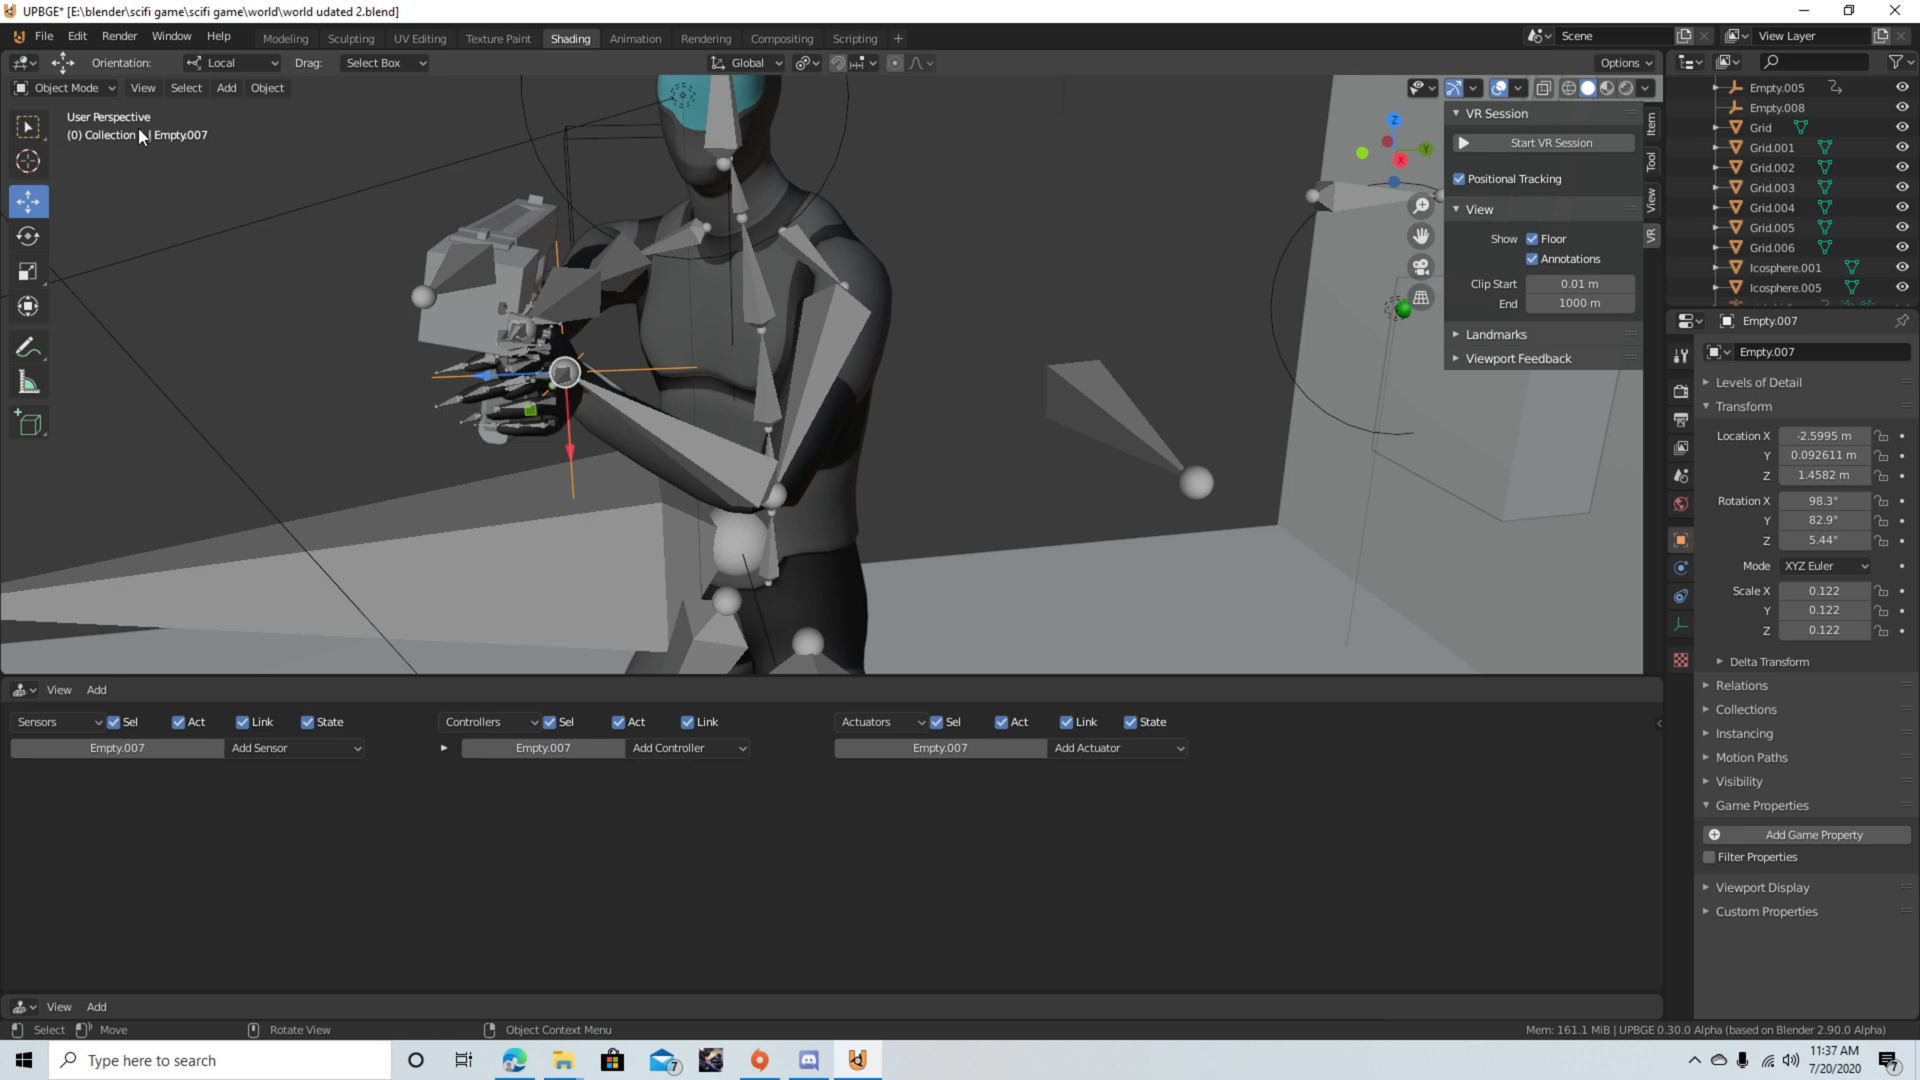 UPBGE* [E:\blender\scifi game\scifi game\world\world udated 2.blend]
File Edit Render Window Help Modeling Sculpting UV Editing Texture Paint Shading Animation Rendering Compositing Scripting Scene View Layer
Orientation: Local Drag: Select Box Global Options
Object Mode View Select Add Object
User Perspective
(0) Collection | Empty.007
Z
Y
X
VR Session
Start VR Session
Positional Tracking
View
Show Floor
Annotations
Clip Start 0.01 m
End 1000 m
Landmarks
Viewport Feedback
Item
Tool
View
VR
Empty.005
Empty.008
Grid
Grid.001
Grid.002
Grid.003
Grid.004
Grid.005
Grid.006
Icosphere.001
Icosphere.005
Empty.007
Empty.007
Levels of Detail
Transform
Location X -2.5995 m
Y 0.092611 m
Z 1.4582 m
Rotation X 98.3°
Y 82.9°
Z 5.44°
Mode XYZ Euler
Scale X 0.122
Y 0.122
Z 0.122
Delta Transform
Relations
Collections
Instancing
Motion Paths
Visibility
Game Properties
Add Game Property
Filter Properties
Viewport Display
Custom Properties
View Add
Sensors Sel Act Link State Controllers Sel Act Link Actuators Sel Act Link State
Empty.007 Add Sensor Empty.007 Add Controller Empty.007 Add Actuator
View Add
Select Move Rotate View Object Context Menu Mem: 161.1 MiB | UPBGE 0.30.0 Alpha (based on Blender 2.90.0 Alpha)
Type here to search
7
11:37 AM
7/20/2020
7